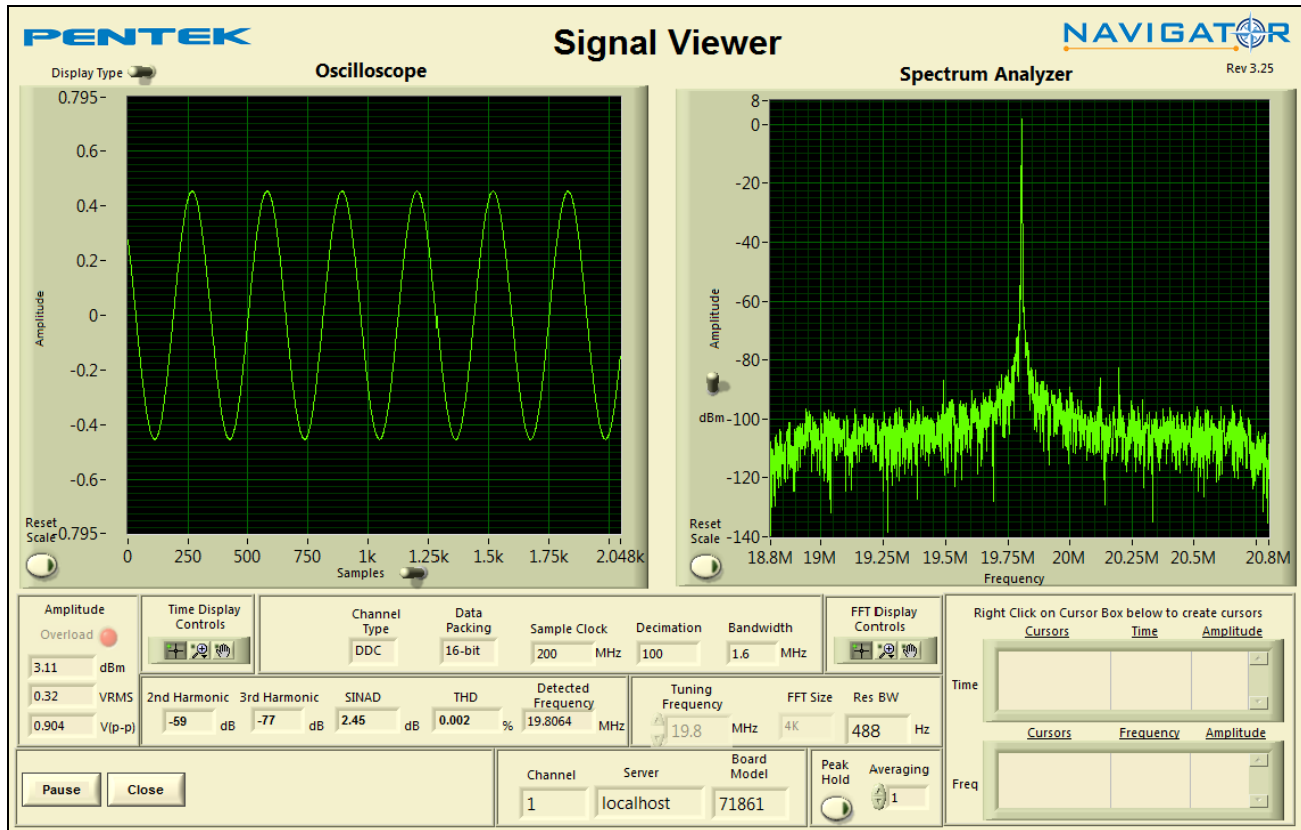 PENTEK
Signal Viewer
NAVIGATOR
Rev 3.25
Display Type
Oscilloscope
0.795
0.6
0.4
0.2
0
-0.2
-0.4
-0.6
-0.795
Amplitude
Reset
Scale
0 250 500 750 1k 1.25k 1.5k 1.75k 2.048k
Samples
Spectrum Analyzer
8
0
-20
-40
-60
-80
-100
-120
-140
Amplitude
dBm
Reset
Scale
18.8M 19M 19.25M 19.5M 19.75M 20M 20.25M 20.5M 20.8M
Frequency
Amplitude
Overload
3.11 dBm
0.32 VRMS
0.904 V(p-p)
Time Display
Controls
Channel
Type
DDC
Data
Packing
16-bit
Sample Clock
200 MHz
Decimation
100
Bandwidth
1.6 MHz
FFT Display
Controls
2nd Harmonic
-59 dB
3rd Harmonic
-77 dB
SINAD
2.45 dB
THD
0.002 %
Detected
Frequency
19.8064 MHz
Tuning
Frequency
19.8 MHz
FFT Size
4K
Res BW
488 Hz
Right Click on Cursor Box below to create cursors
Cursors Time Amplitude
Time
Cursors Frequency Amplitude
Freq
Pause
Close
Channel
1
Server
localhost
Board
Model
71861
Peak
Hold
Averaging
1